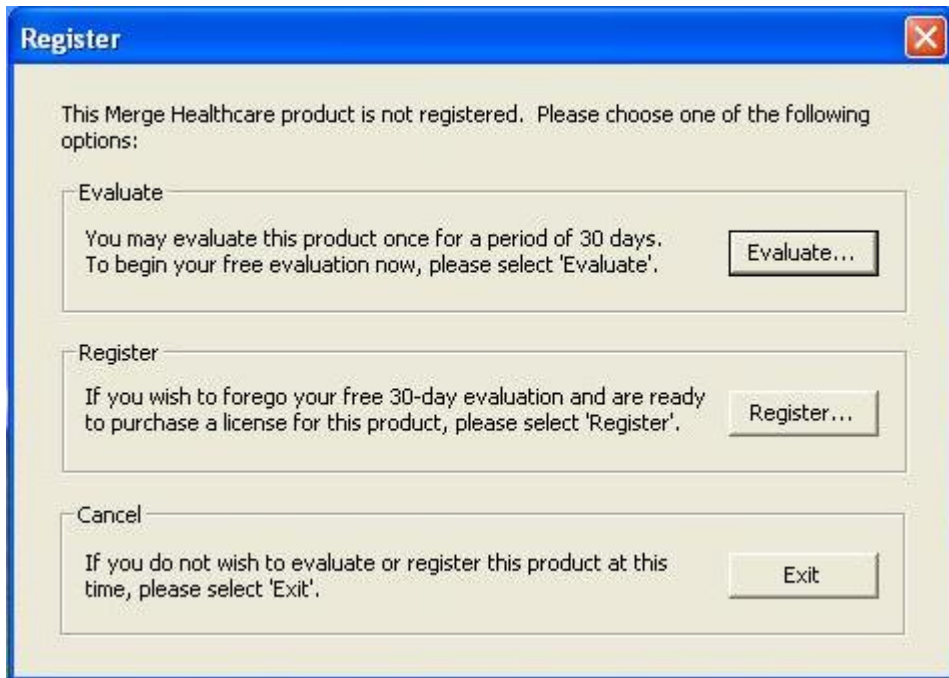 Register
This Merge Healthcare product is not registered.  Please choose one of the following
options:
Evaluate
You may evaluate this product once for a period of 30 days.
To begin your free evaluation now, please select 'Evaluate'.
Evaluate...
Register
If you wish to forego your free 30-day evaluation and are ready
to purchase a license for this product, please select 'Register'.
Register...
Cancel
If you do not wish to evaluate or register this product at this
time, please select 'Exit'.
Exit